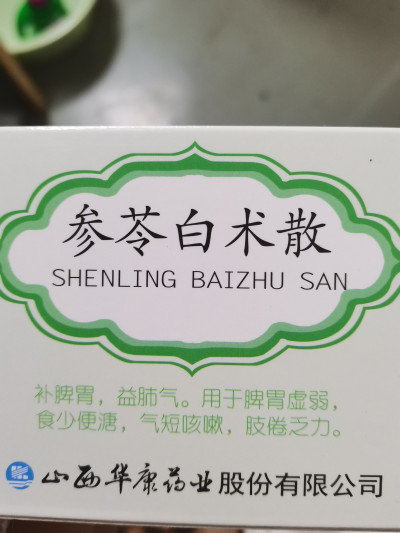 参苓白术散
SHENLING BAIZHU SAN
补脾胃，益肺气。用于脾胃虚弱，
食少便溏，气短咳嗽，肢倦乏力。
山西华康药业股份有限公司